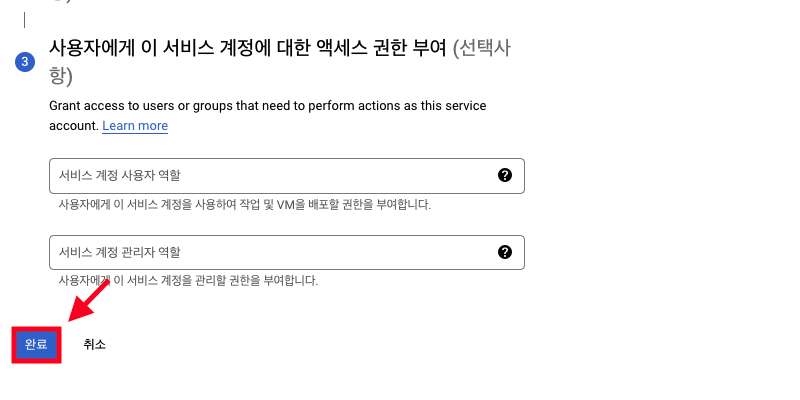 3
사용자에게 이 서비스 계정에 대한 액세스 권한 부여 (선택사
항)
Grant access to users or groups that need to perform actions as this service
account. Learn more
서비스 계정 사용자 역할 ?
사용자에게 이 서비스 계정을 사용하여 작업 및 VM을 배포할 권한을 부여합니다.
서비스 계정 관리자 역할 ?
사용자에게 이 서비스 계정을 관리할 권한을 부여합니다.
완료 취소